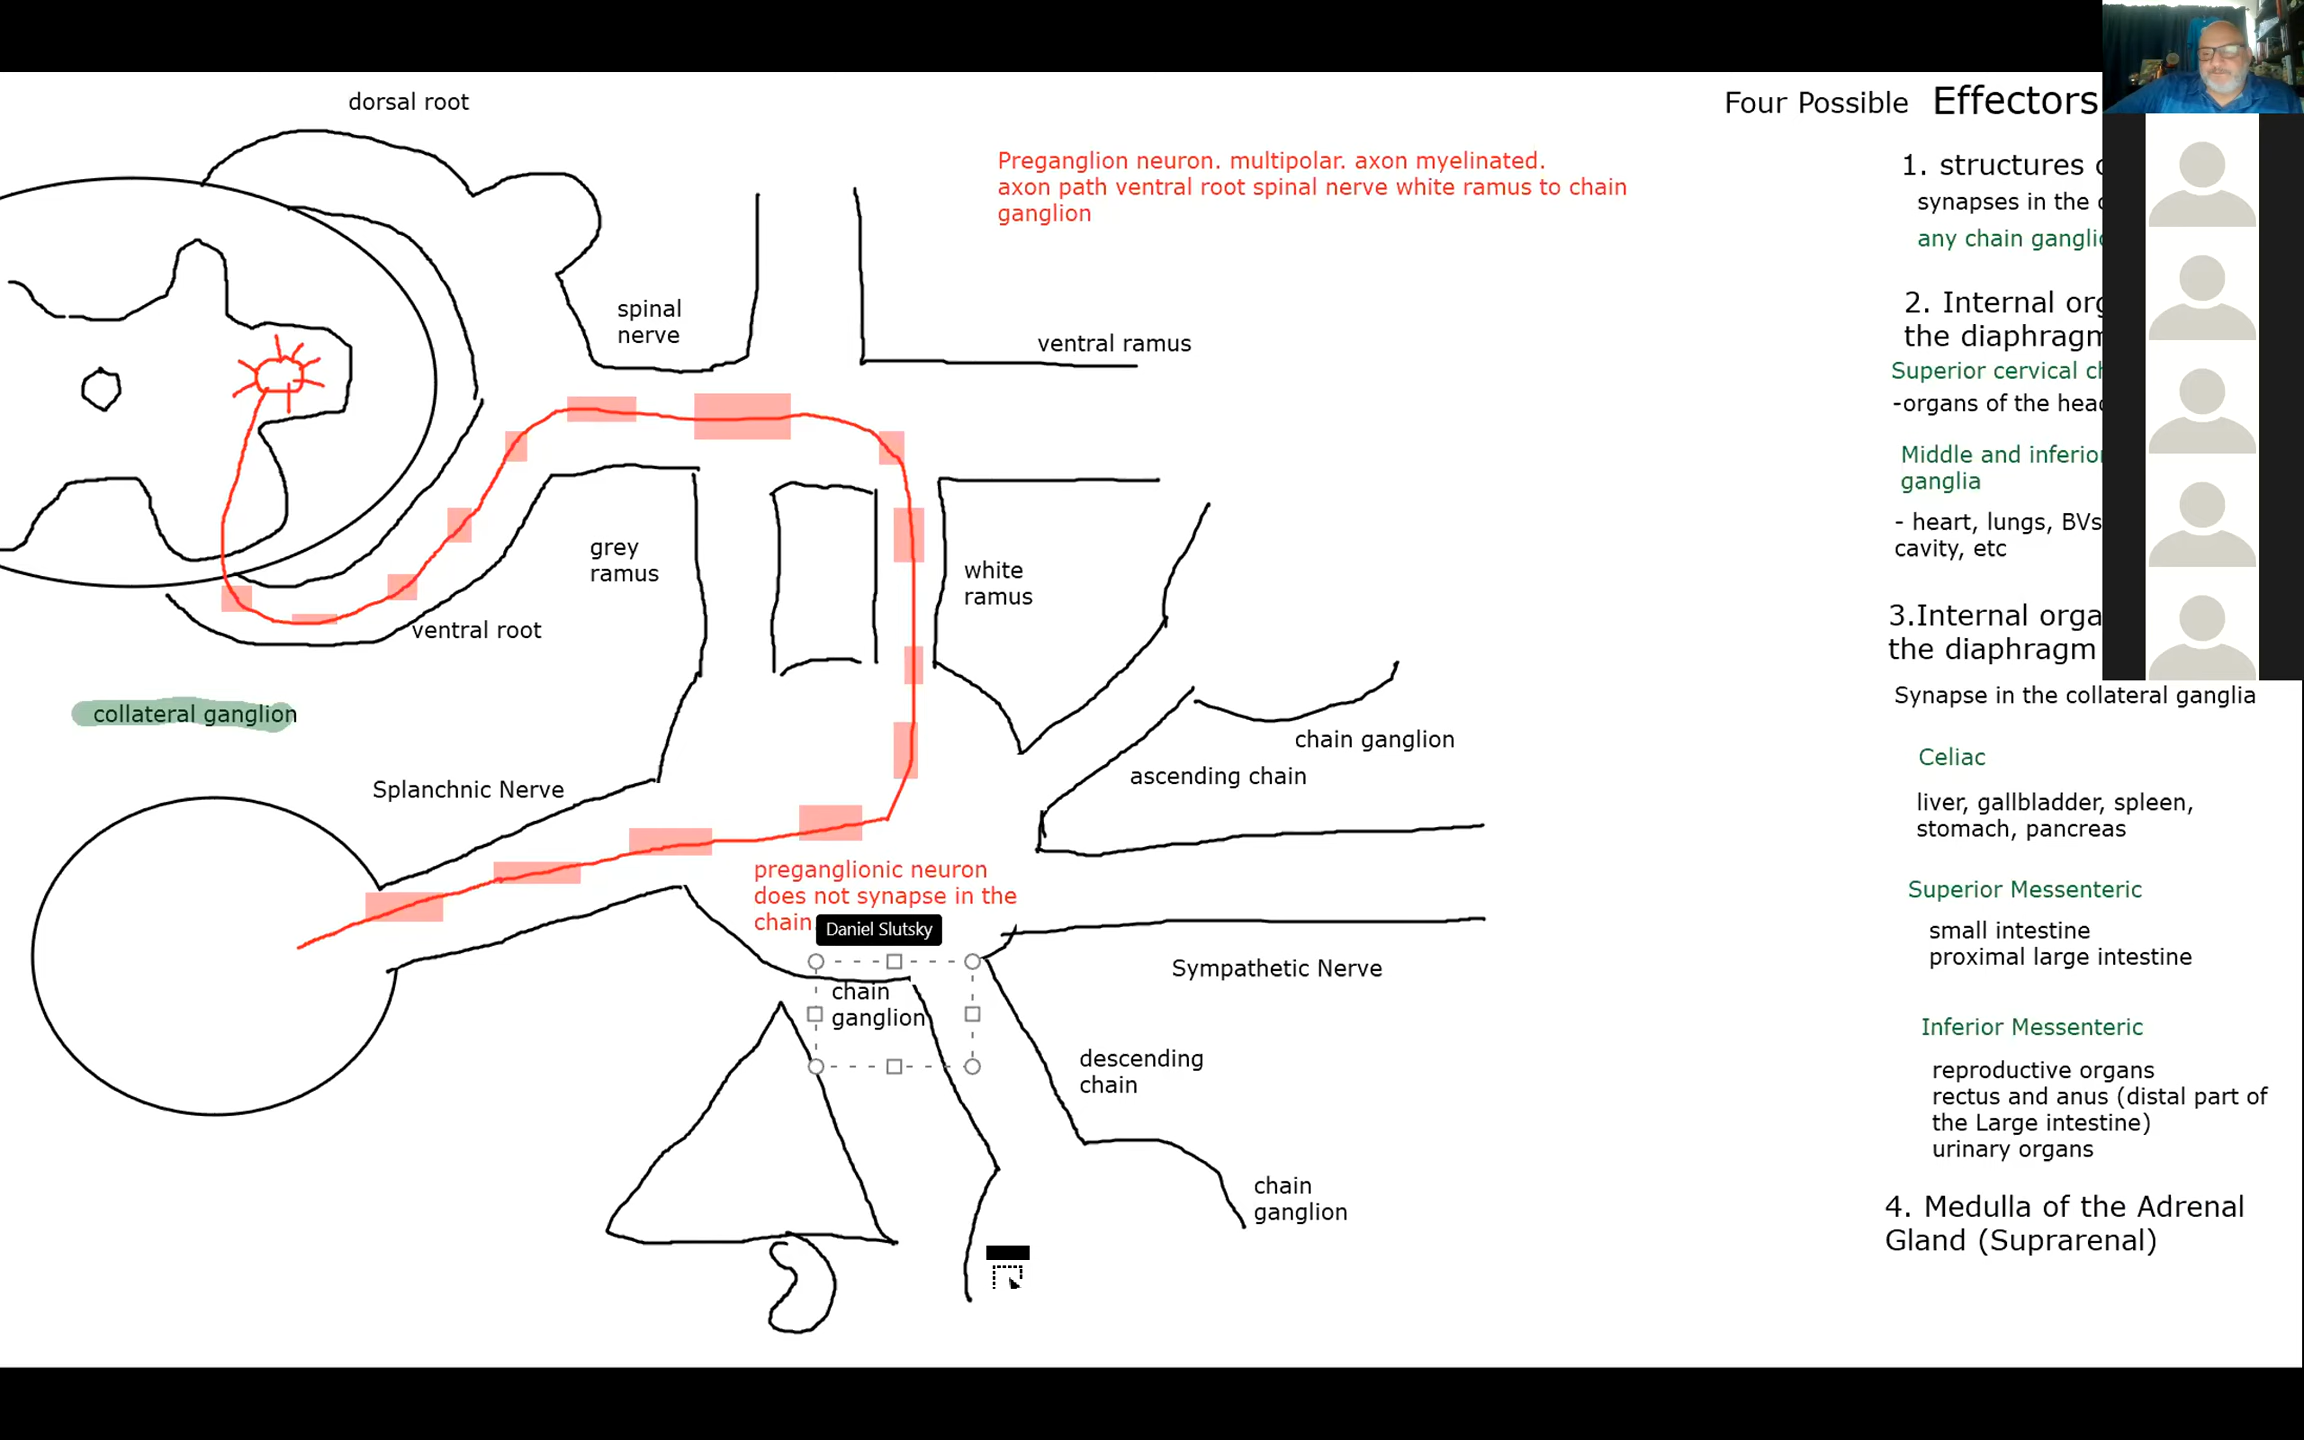 dorsal root
Preganglion neuron. multipolar. axon myelinated.
axon path ventral root spinal nerve white ramus to chain
ganglion
spinal
nerve
ventral ramus
grey
ramus
white
ramus
ventral root
collateral ganglion
Splanchnic Nerve
chain ganglion
ascending chain
preganglionic neuron
does not synapse in the
chain
Daniel Slutsky
chain
ganglion
Sympathetic Nerve
descending
chain
chain
ganglion
Four Possible Effectors
1. structures
synapses in the
any chain
2. Internal
the diaphragm
Superior cervical
-organs of the head
Middle and inferior
ganglia
- heart, lungs, BVs
cavity, etc
3.Internal
the diaphragm
Synapse in the collateral ganglia
Celiac
liver, gallbladder, spleen,
stomach, pancreas
Superior Messenteric
small intestine
proximal large intestine
Inferior Messenteric
reproductive organs
rectus and anus (distal part of
the Large intestine)
urinary organs
4. Medulla of the Adrenal
Gland (Suprarenal)